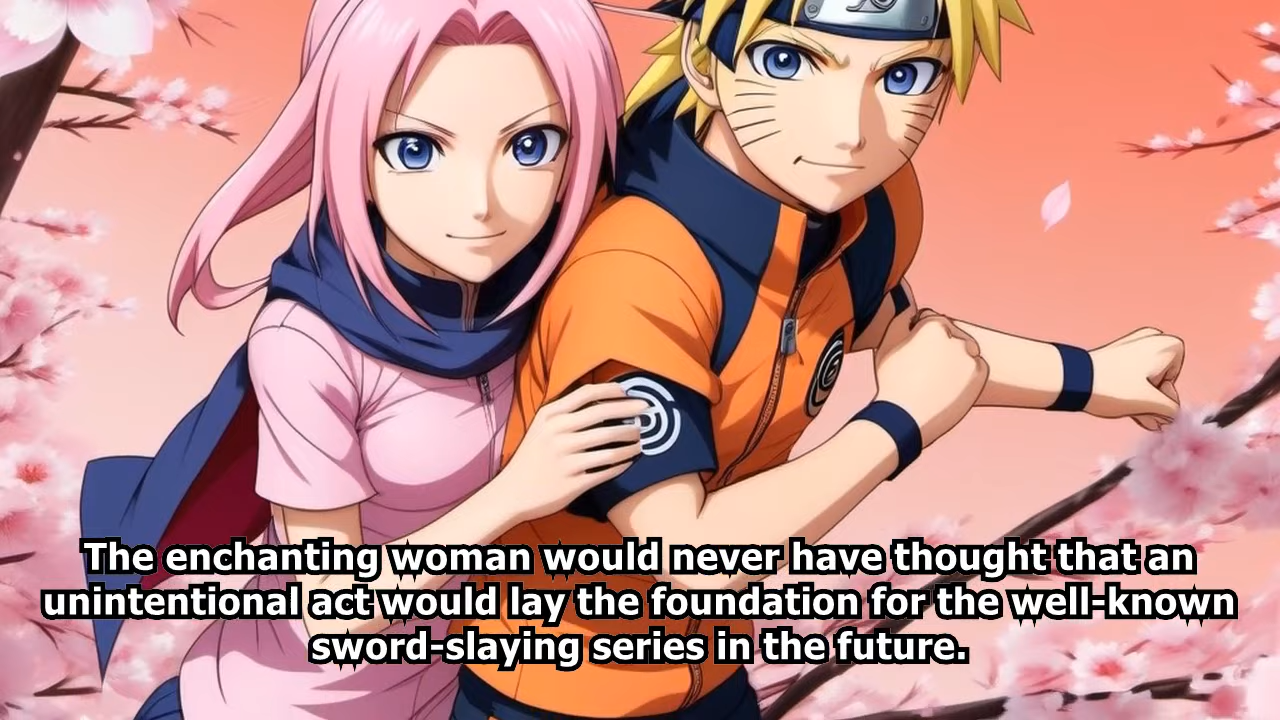 The enchanting woman would never have thought that an
unintentional act would lay the foundation for the well-known
sword-slaying series in the future.